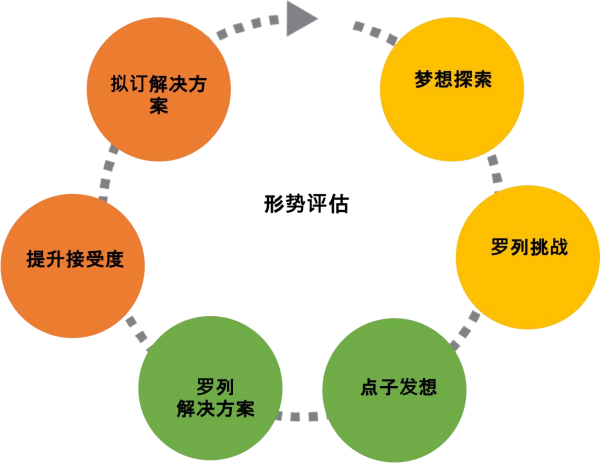 梦想探索
罗列挑战
点子发想
罗列
解决方案
提升接受度
拟订解决方
案
形势评估